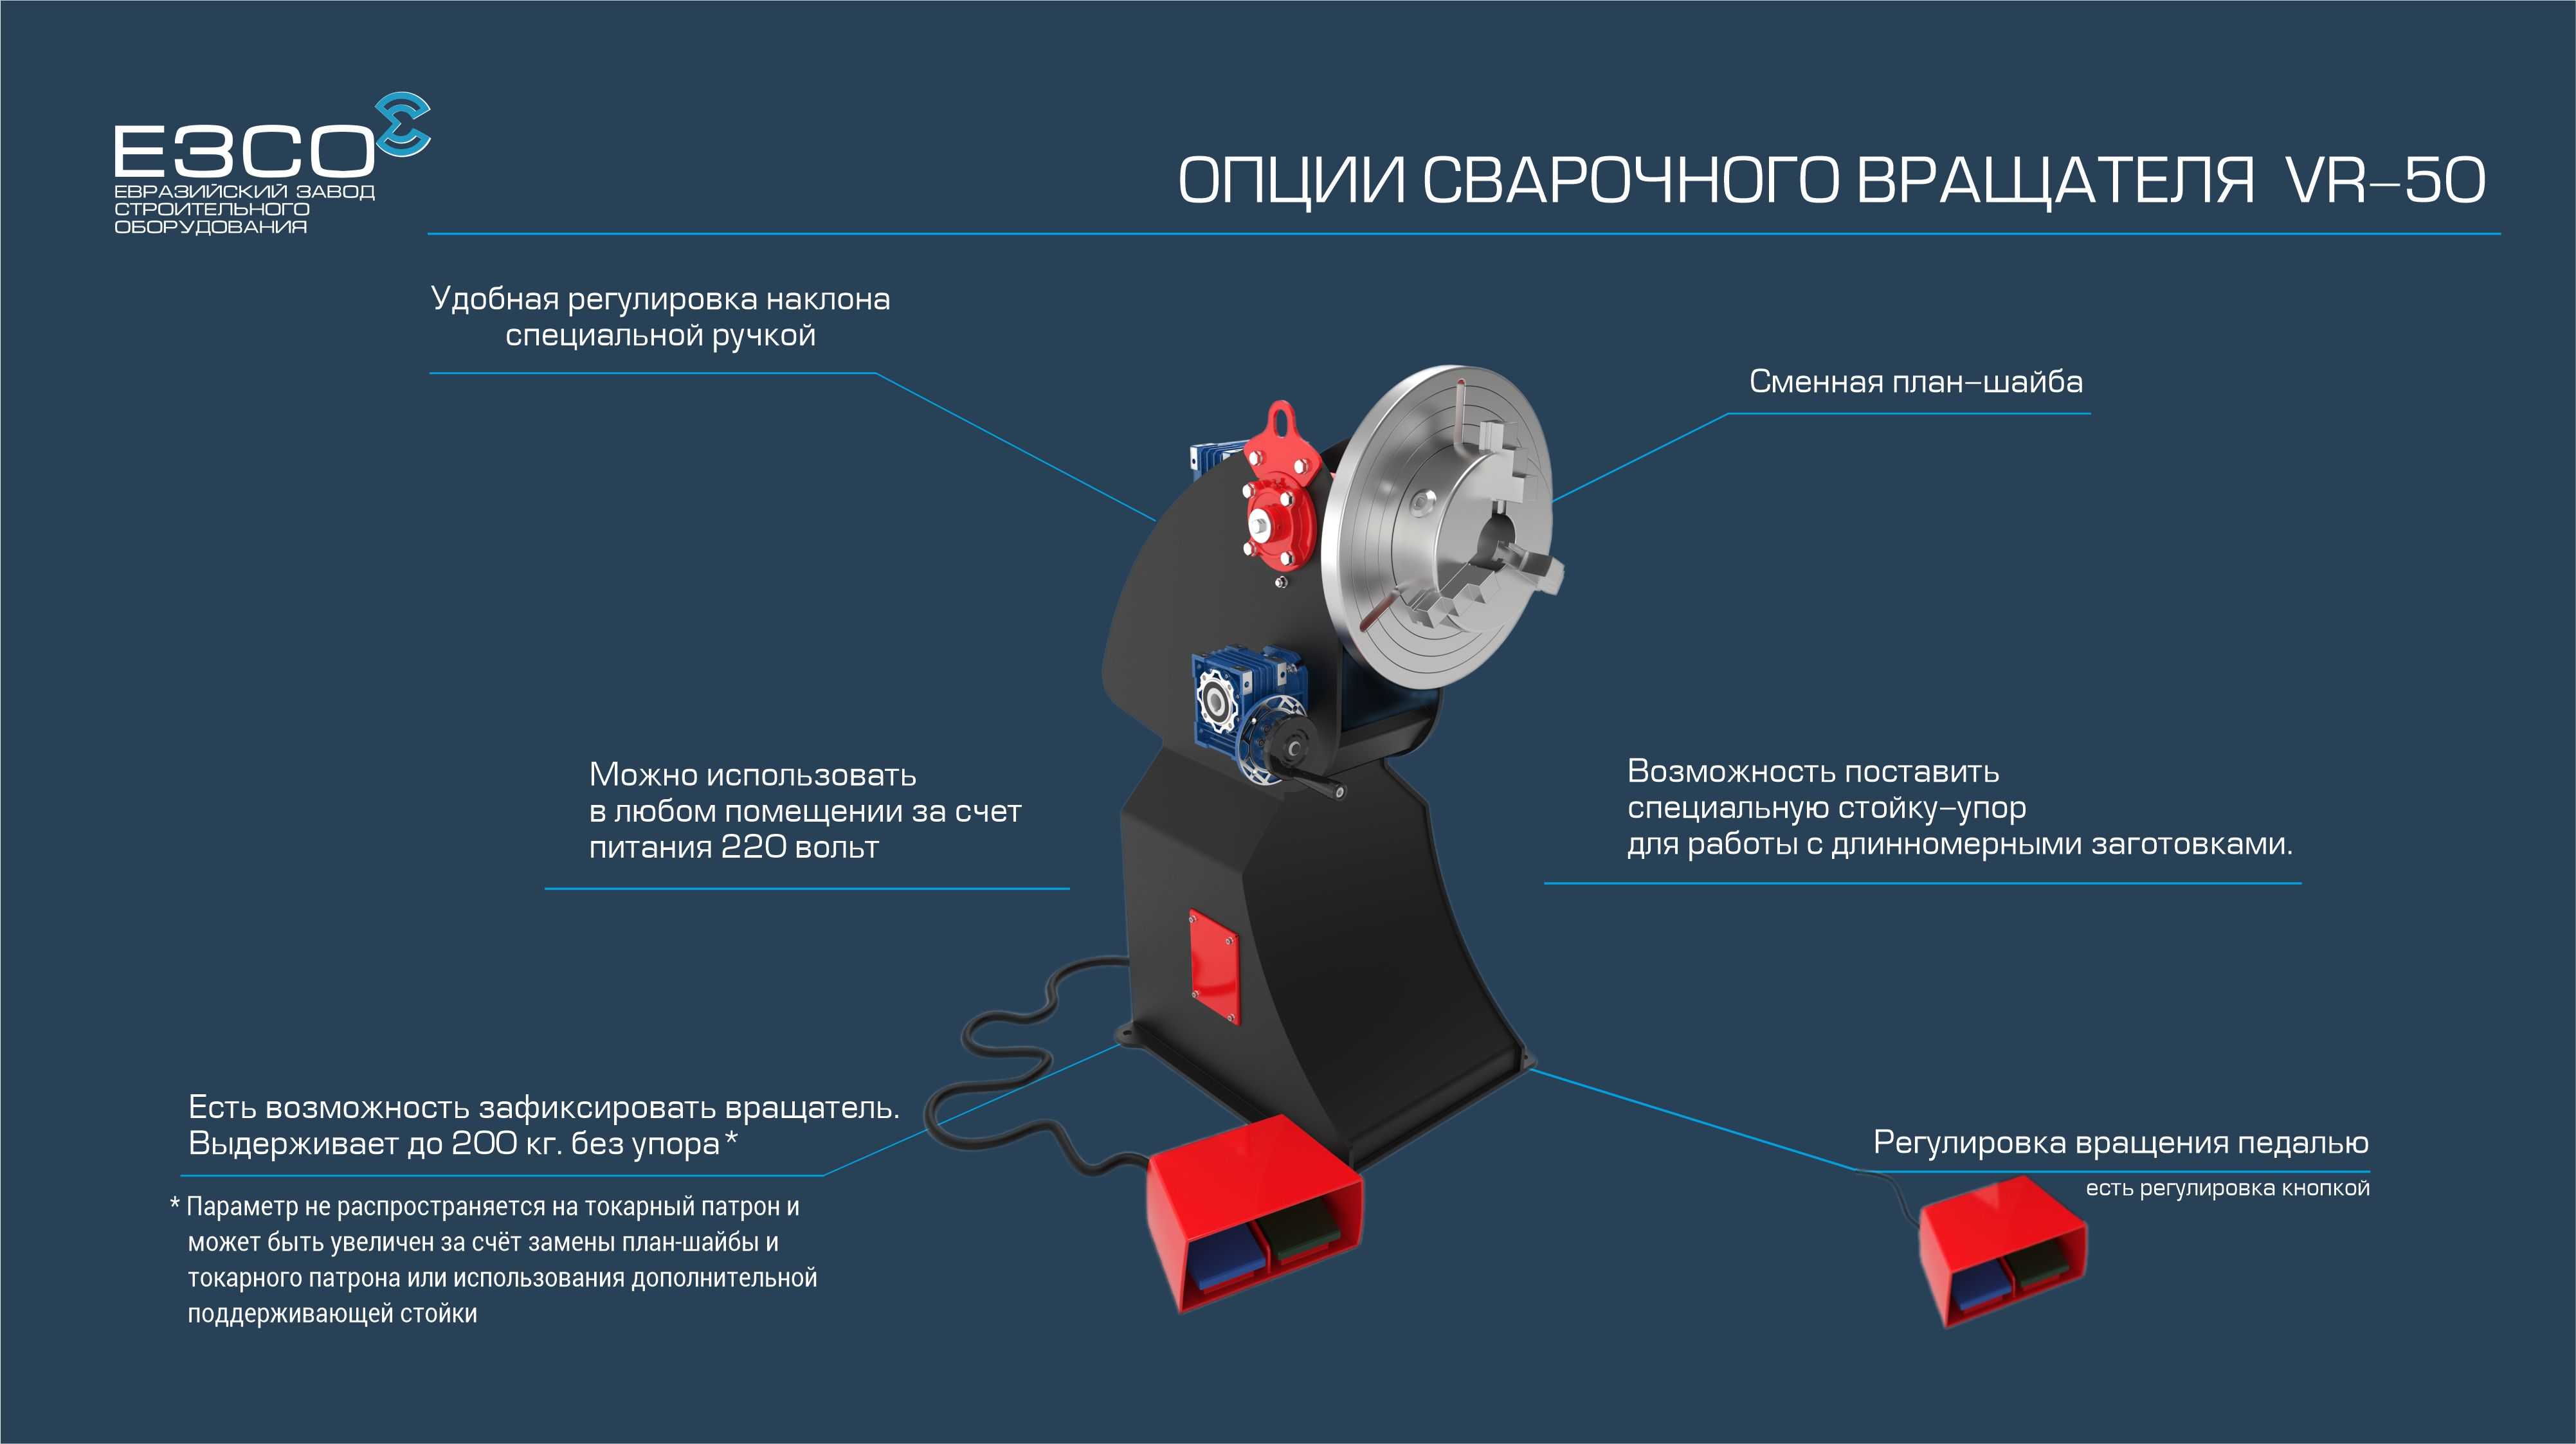 ЕЗСО
ЕВРАЗИЙСКИЙ ЗАВОД
СТРОИТЕЛЬНОГО
ОБОРУДОВАНИЯ
ОПЦИИ СВАРОЧНОГО ВРАЩАТЕЛЯ VR-50
Удобная регулировка наклона
специальной ручкой
Сменная план-шайба
Можно использовать
в любом помещении за счет
питания 220 вольт
Возможность поставить
специальную стойку-упор
для работы с длинномерными заготовками.
Есть возможность зафиксировать вращатель.
Выдерживает до 200 кг. без упора*
* Параметр не распространяется на токарный патрон и
может быть увеличен за счёт замены план-шайбы и
токарного патрона или использования дополнительной
поддерживающей стойки
Регулировка вращения педалью
есть регулировка кнопкой